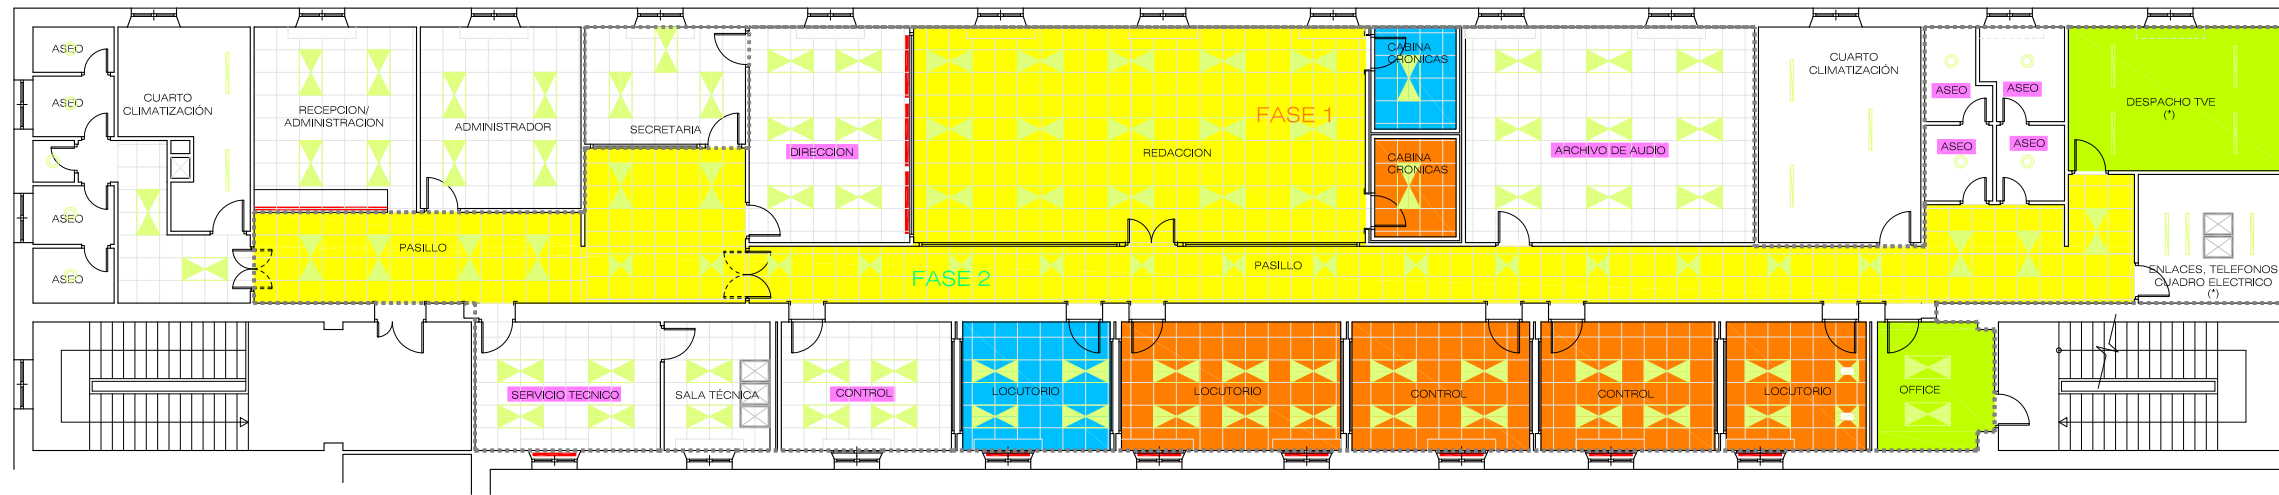 ASEO
ASEO
ASEO
ASEO
ASEO
CUARTO
CLIMATIZACIÓN
RECEPCION/
ADMINISTRACION
ADMINISTRADOR
SECRETARIA
DIRECCION
FASE 1
REDACCION
CABINA
CRONICAS
CABINA
CRONICAS
ARCHIVO DE AUDIO
CUARTO
CLIMATIZACIÓN
ASEO
ASEO
ASEO
ASEO
DESPACHO TVE
(*)
PASILLO
FASE 2
PASILLO
ENLACES, TELEFONOS
CUADRO ELECTRICO
(*)
SERVICIO TECNICO
SALA TÉCNICA
CONTROL
LOCUTORIO
LOCUTORIO
CONTROL
CONTROL
LOCUTORIO
OFFICE